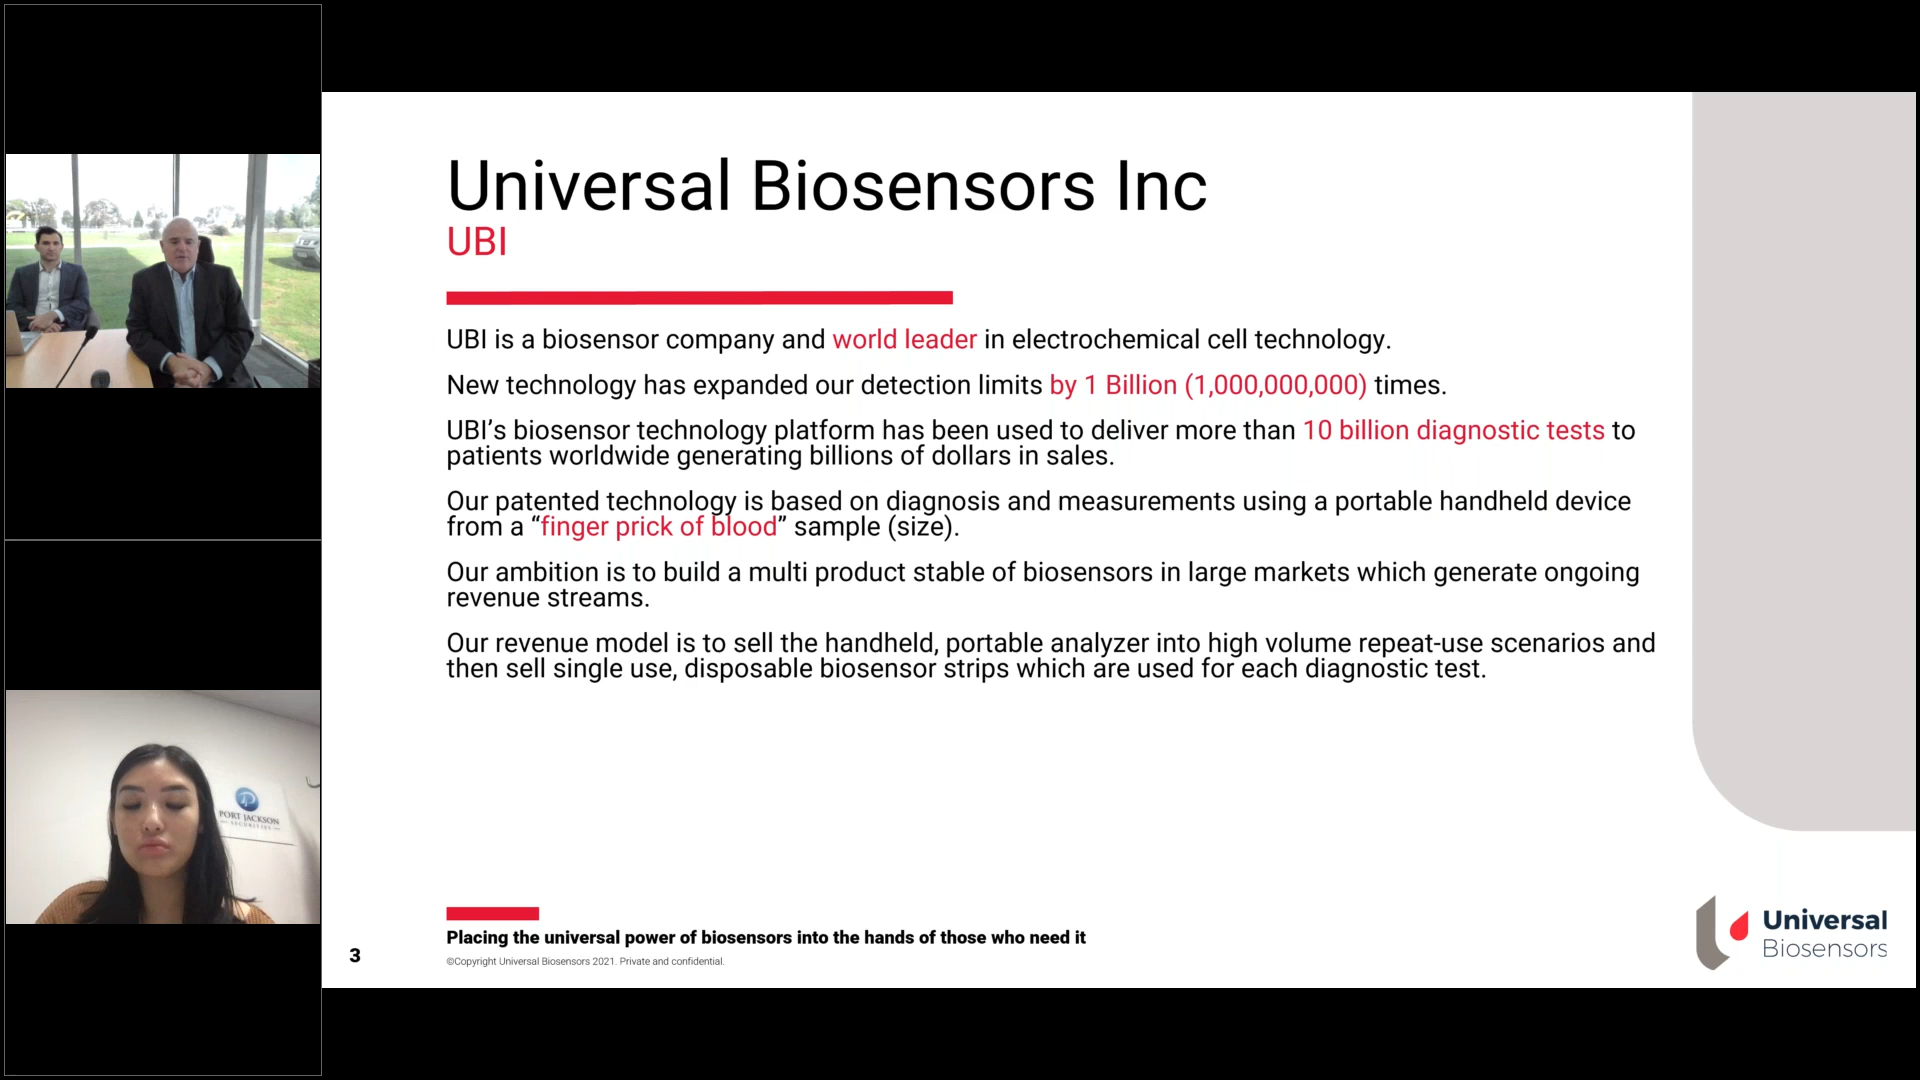 Universal Biosensors Inc
UBI
UBI is a biosensor company and world leader in electrochemical cell technology.
New technology has expanded our detection limits by 1 Billion (1,000,000,000) times.
UBI’s biosensor technology platform has been used to deliver more than 10 billion diagnostic tests to
patients worldwide generating billions of dollars in sales.
Our patented technology is based on diagnosis and measurements using a portable handheld device
from a “finger prick of blood” sample (size).
Our ambition is to build a multi product stable of biosensors in large markets which generate ongoing
revenue streams.
Our revenue model is to sell the handheld, portable analyzer into high volume repeat-use scenarios and
then sell single use, disposable biosensor strips which are used for each diagnostic test.
PORT JACKSON
SECURITIES
Placing the universal power of biosensors into the hands of those who need it
©Copyright Universal Biosensors 2021. Private and confidential.
3
Universal
Biosensors